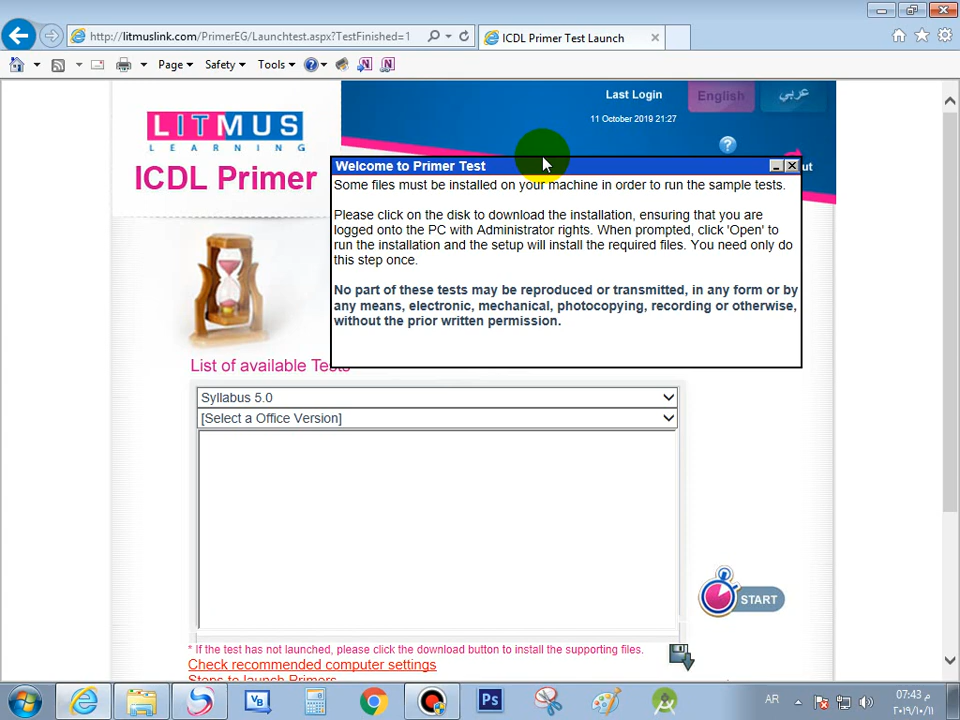 http://litmuslink.com/PrimerEG/Launchtest.aspx?TestFinished=1
ICDL Primer Test Launch
Page
Safety
Tools
LITMUS
LEARNING
ICDL Primer
Last Login
11 October 2019 21:27
English
عربي
Welcome to Primer Test
Some files must be installed on your machine in order to run the sample tests.
Please click on the disk to download the installation, ensuring that you are
logged onto the PC with Administrator rights. When prompted, click 'Open' to
run the installation and the setup will install the required files. You need only do
this step once.
No part of these tests may be reproduced or transmitted, in any form or by
any means, electronic, mechanical, photocopying, recording or otherwise,
without the prior written permission.
List of available Tests
Syllabus 5.0
[Select a Office Version]
START
* If the test has not launched, please click the download button to install the supporting files.
Check recommended computer settings
Steps to launch Primers
VB
Ps
AR
07:43 م
٢٠١٩/١٠/١١